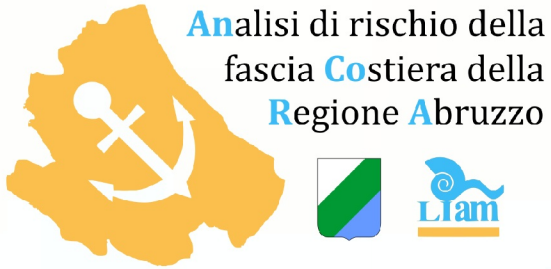 Analisi di rischio della
fascia Costiera della
Regione Abruzzo
LIam